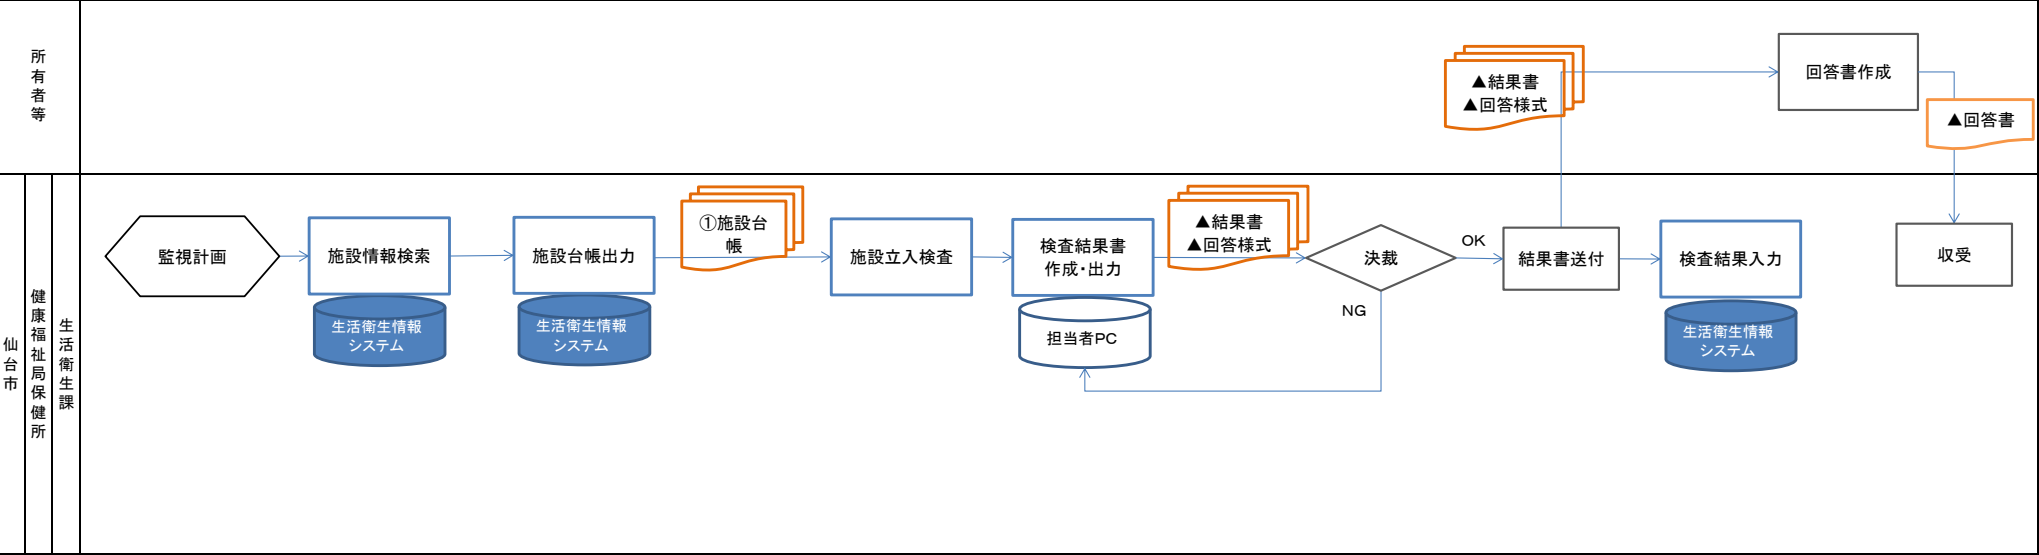 所有者等
▲結果書
▲回答様式
回答書作成
▲回答書
仙台市
健康福祉局保健所
生活衛生課
監視計画
施設情報検索
生活衛生情報
システム
施設台帳出力
生活衛生情報
システム
①施設台
帳
施設立入検査
検査結果書
作成・出力
担当者PC
▲結果書
▲回答様式
決裁
OK
NG
結果書送付
検査結果入力
生活衛生情報
システム
収受